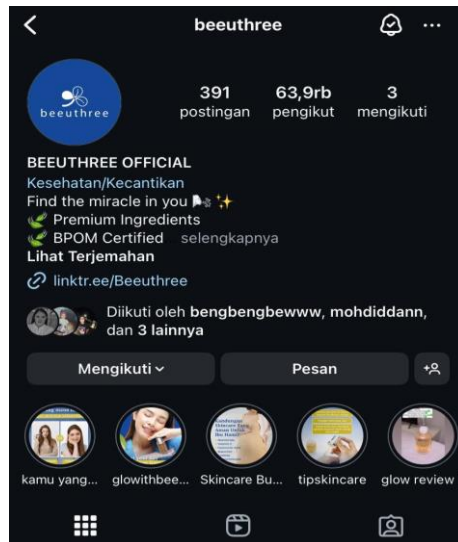 beeuthree
beeuthree
391
63,9rb
3
postingan
pengikut
mengikuti
BEEUTHREE OFFICIAL
Kesehatan/Kecantikan
Find the miracle in you 🌬️✨
🌿 Premium Ingredients
🌿 BPOM Certified selengkapnya
Lihat Terjemahan
linktr.ee/Beeuthree
Diikuti oleh bengbengbewww, mohdiddann,
dan 3 lainnya
Mengikuti
Pesan
kamu yang...
glowithbee...
Skincare Bu...
tipskincare
glow review